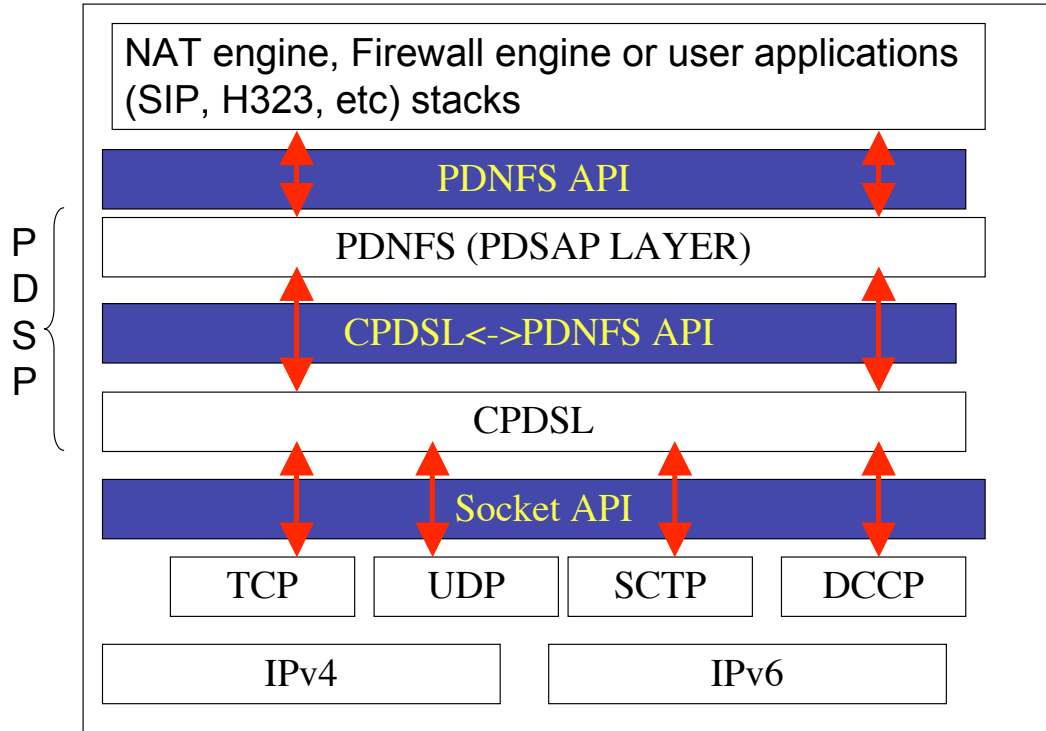 NAT engine, Firewall engine or user applications
(SIP, H323, etc) stacks
PDNFS API
P
D
S
P
PDNFS (PDSAP LAYER)
CPDSL<->PDNFS API
CPDSL
Socket API
TCP
UDP
SCTP
DCCP
IPv4
IPv6